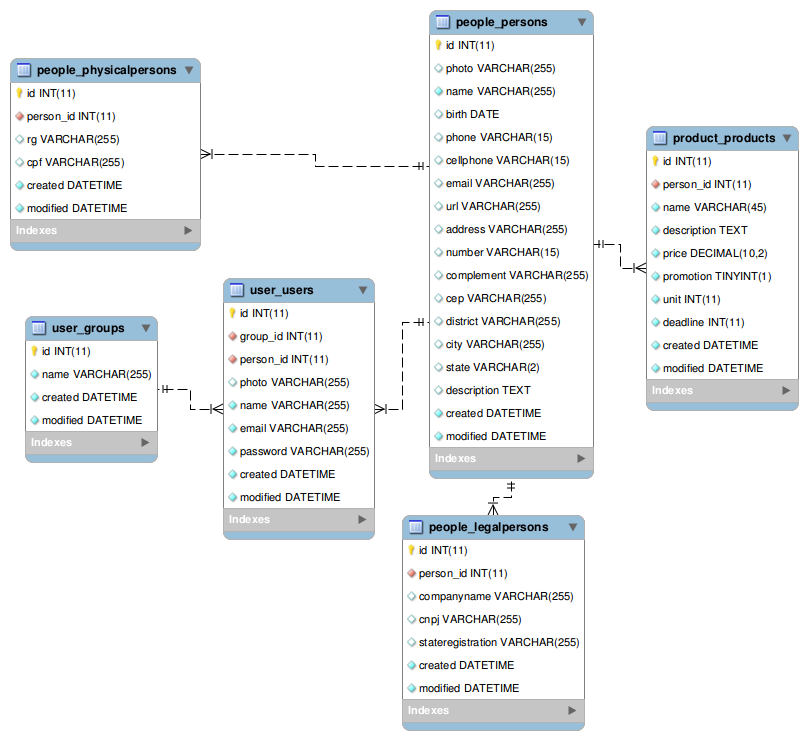 people_persons
id INT(11)
photo VARCHAR(255)
name VARCHAR(255)
birth DATE
phone VARCHAR(15)
cellphone VARCHAR(15)
email VARCHAR(255)
url VARCHAR(255)
address VARCHAR(255)
number VARCHAR(15)
complement VARCHAR(255)
cep VARCHAR(255)
district VARCHAR(255)
city VARCHAR(255)
state VARCHAR(2)
description TEXT
created DATETIME
modified DATETIME
Indexes
people_physicalpersons
id INT(11)
person_id INT(11)
rg VARCHAR(255)
cpf VARCHAR(255)
created DATETIME
modified DATETIME
Indexes
product_products
id INT(11)
person_id INT(11)
name VARCHAR(45)
description TEXT
price DECIMAL(10,2)
promotion TINYINT(1)
unit INT(11)
deadline INT(11)
created DATETIME
modified DATETIME
Indexes
user_users
id INT(11)
group_id INT(11)
person_id INT(11)
photo VARCHAR(255)
name VARCHAR(255)
email VARCHAR(255)
password VARCHAR(255)
created DATETIME
modified DATETIME
Indexes
user_groups
id INT(11)
name VARCHAR(255)
created DATETIME
modified DATETIME
Indexes
people_legalpersons
id INT(11)
person_id INT(11)
companyname VARCHAR(255)
cnpj VARCHAR(255)
stateregistration VARCHAR(255)
created DATETIME
modified DATETIME
Indexes